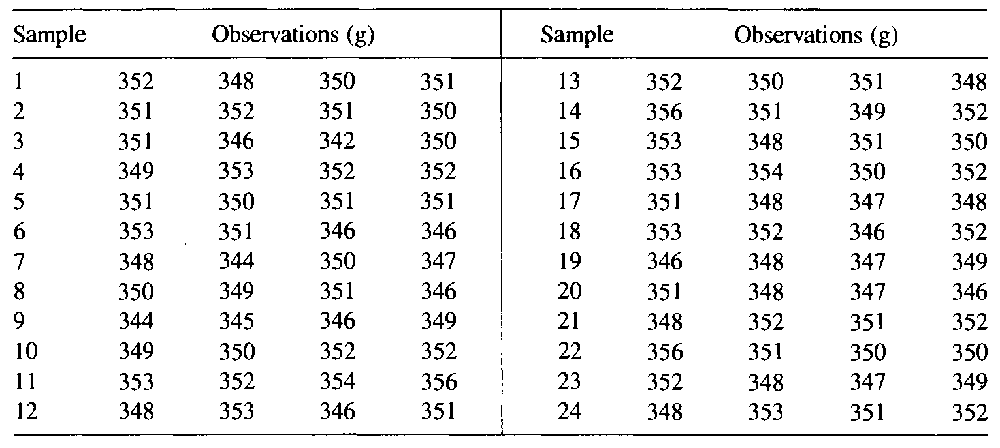 Sample Observations (g) Sample Observations (g)
1 352 348 350 351 13 352 350 351 348
2 351 352 351 350 14 356 351 349 352
3 351 346 342 350 15 353 348 351 350
4 349 353 352 352 16 353 354 350 352
5 351 350 351 351 17 351 348 347 348
6 353 351 346 346 18 353 352 346 352
7 348 344 350 347 19 346 348 347 349
8 350 349 351 346 20 351 348 347 346
9 344 345 346 349 21 348 352 351 352
10 349 350 352 352 22 356 351 350 350
11 353 352 354 356 23 352 348 347 349
12 348 353 346 351 24 348 353 351 352